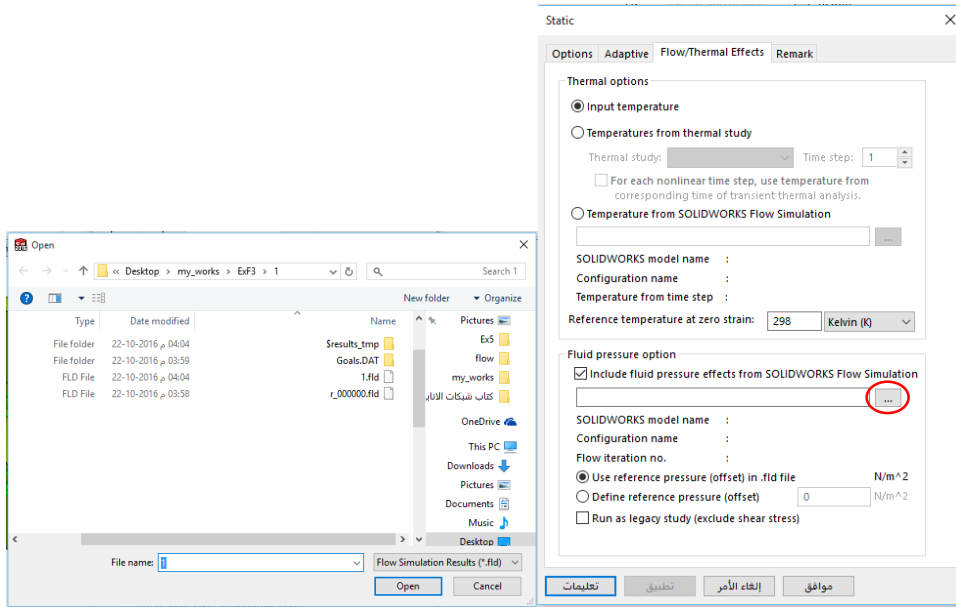 Open
« Desktop › my_works › ExF3 › 1
Search 1
New folder
Organize
Type Date modified Name
File folder 22-10-2016 م 04:04 $results_tmp
File folder 22-10-2016 م 03:59 Goals.DAT
FLD File 22-10-2016 م 04:04 1.fld
FLD File 22-10-2016 م 03:58 r_000000.fld
Pictures
Ex5
flow
my_works
كتاب شبكات الانابي
OneDrive
This PC
Downloads
Pictures
Documents
Music
Desktop
File name: 1
Flow Simulation Results (*.fld)
Open Cancel
Static
Options Adaptive Flow/Thermal Effects Remark
Thermal options
Input temperature
Temperatures from thermal study
Thermal study: Time step: 1
For each nonlinear time step, use temperature from
corresponding time of transient thermal analysis.
Temperature from SOLIDWORKS Flow Simulation
...
SOLIDWORKS model name :
Configuration name :
Temperature from time step :
Reference temperature at zero strain: 298 Kelvin (K)
Fluid pressure option
Include fluid pressure effects from SOLIDWORKS Flow Simulation
...
SOLIDWORKS model name :
Configuration name :
Flow iteration no. :
Use reference pressure (offset) in .fld file N/m^2
Define reference pressure (offset) 0 N/m^2
Run as legacy study (exclude shear stress)
تعليمات تطبيق إلغاء الأمر موافق